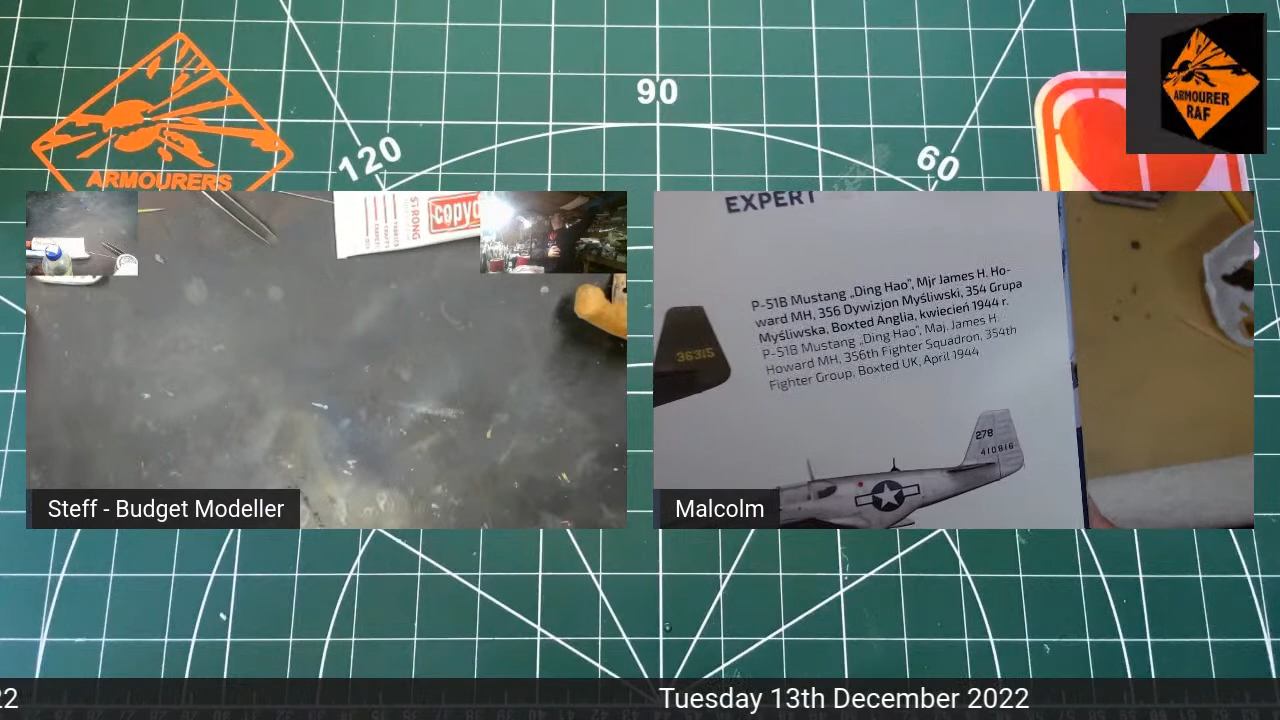 90
120
60
ARMOURERS
ARMOURER
RAF
STRONG
copyd
EXPERT
P-51B Mustang „Ding Hao”, Mjr James H. Ho-
ward MH, 356 Dywizjon Myśliwski, 354 Grupa
Myśliwska, Boxted Anglia, kwiecień 1944 r.
P-51B Mustang „Ding Hao”, Maj. James H.
Howard MH, 356th Fighter Squadron, 354th
Fighter Group, Boxted UK, April 1944
36315
278
410816
Steff - Budget Modeller
Malcolm
22
Tuesday 13th December 2022